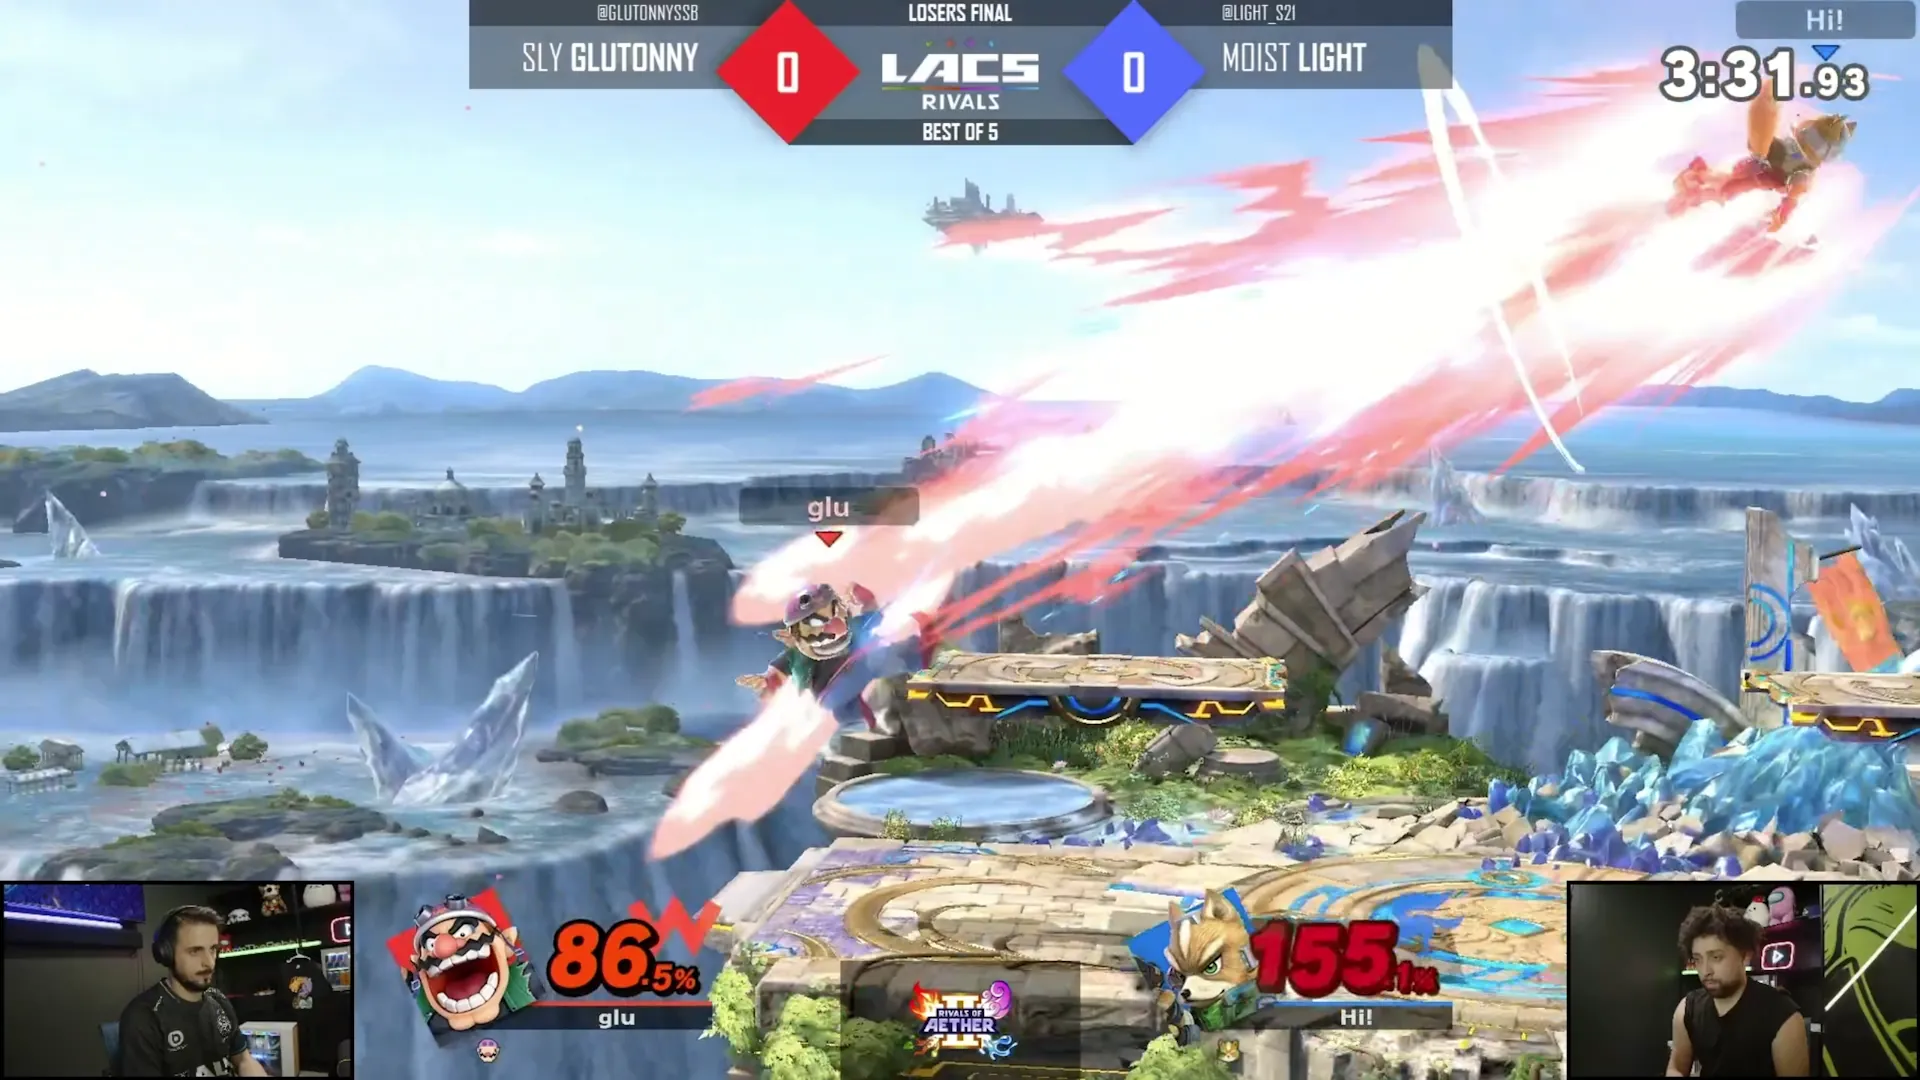 @GLUTONNYSSB
LOSERS FINAL
@LIGHT_S21
SLY GLUTONNY
0
LACS
RIVALS
0
MOIST LIGHT
BEST OF 5
Hi!
3:31.93
glu
86.5%
glu
155.1%
Hi!
RIVALS OF
AETHER
II